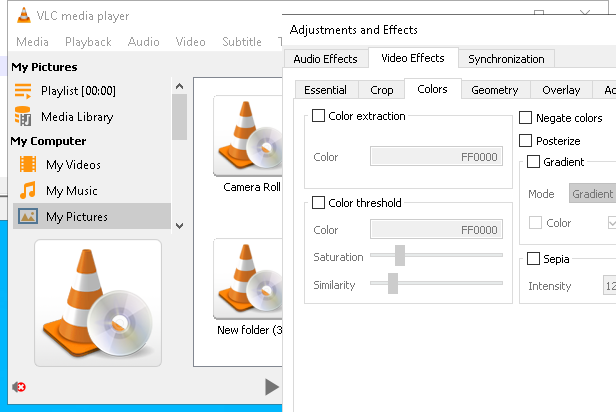 VLC media player
Media Playback Audio Video Subtitle
My Pictures
Playlist [00:00]
Media Library
My Computer
My Videos
My Music
My Pictures
Camera Roll
New folder (3
Adjustments and Effects
Audio Effects Video Effects Synchronization
Essential Crop Colors Geometry Overlay
Color extraction
Color FF0000
Color threshold
Color FF0000
Saturation
Similarity
Negate colors
Posterize
Gradient
Mode Gradient
Color
Sepia
Intensity 12